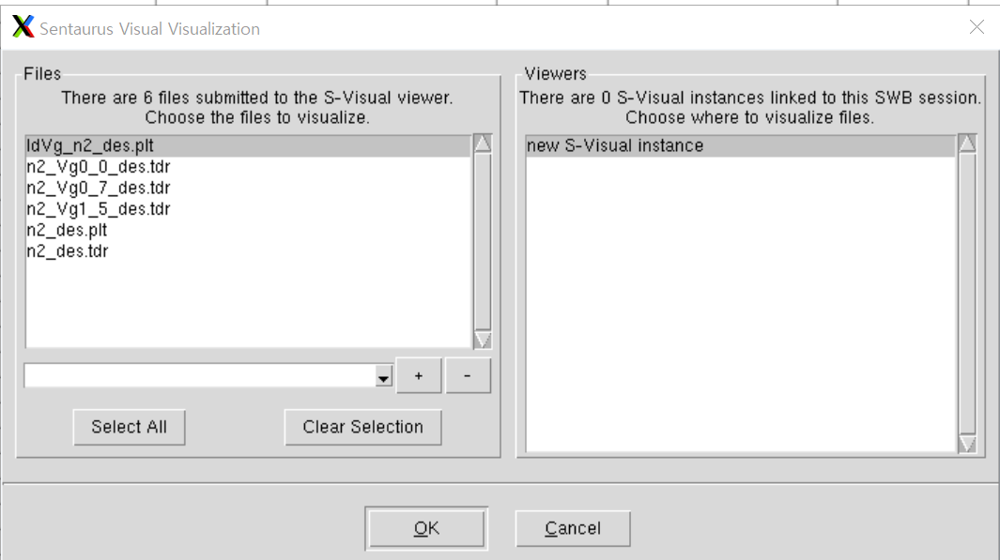 Sentaurus Visual Visualization
Files
There are 6 files submitted to the S-Visual viewer.
Choose the files to visualize.
IdVg_n2_des.plt
n2_Vg0_0_des.tdr
n2_Vg0_7_des.tdr
n2_Vg1_5_des.tdr
n2_des.plt
n2_des.tdr
+
-
Select All
Clear Selection
Viewers
There are 0 S-Visual instances linked to this SWB session.
Choose where to visualize files.
new S-Visual instance
OK
Cancel